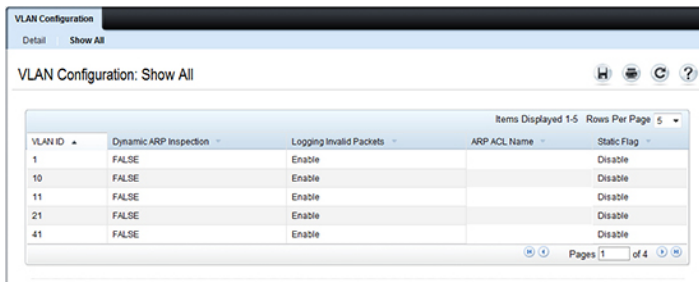 VLAN Configuration
Detail Show All
VLAN Configuration: Show All
Items Displayed 1-5 Rows Per Page 5
VLAN ID Dynamic ARP Inspection Logging Invalid Packets ARP ACL Name Static Flag
1 FALSE Enable Disable
10 FALSE Enable Disable
11 FALSE Enable Disable
21 FALSE Enable Disable
41 FALSE Enable Disable
Pages 1 of 4